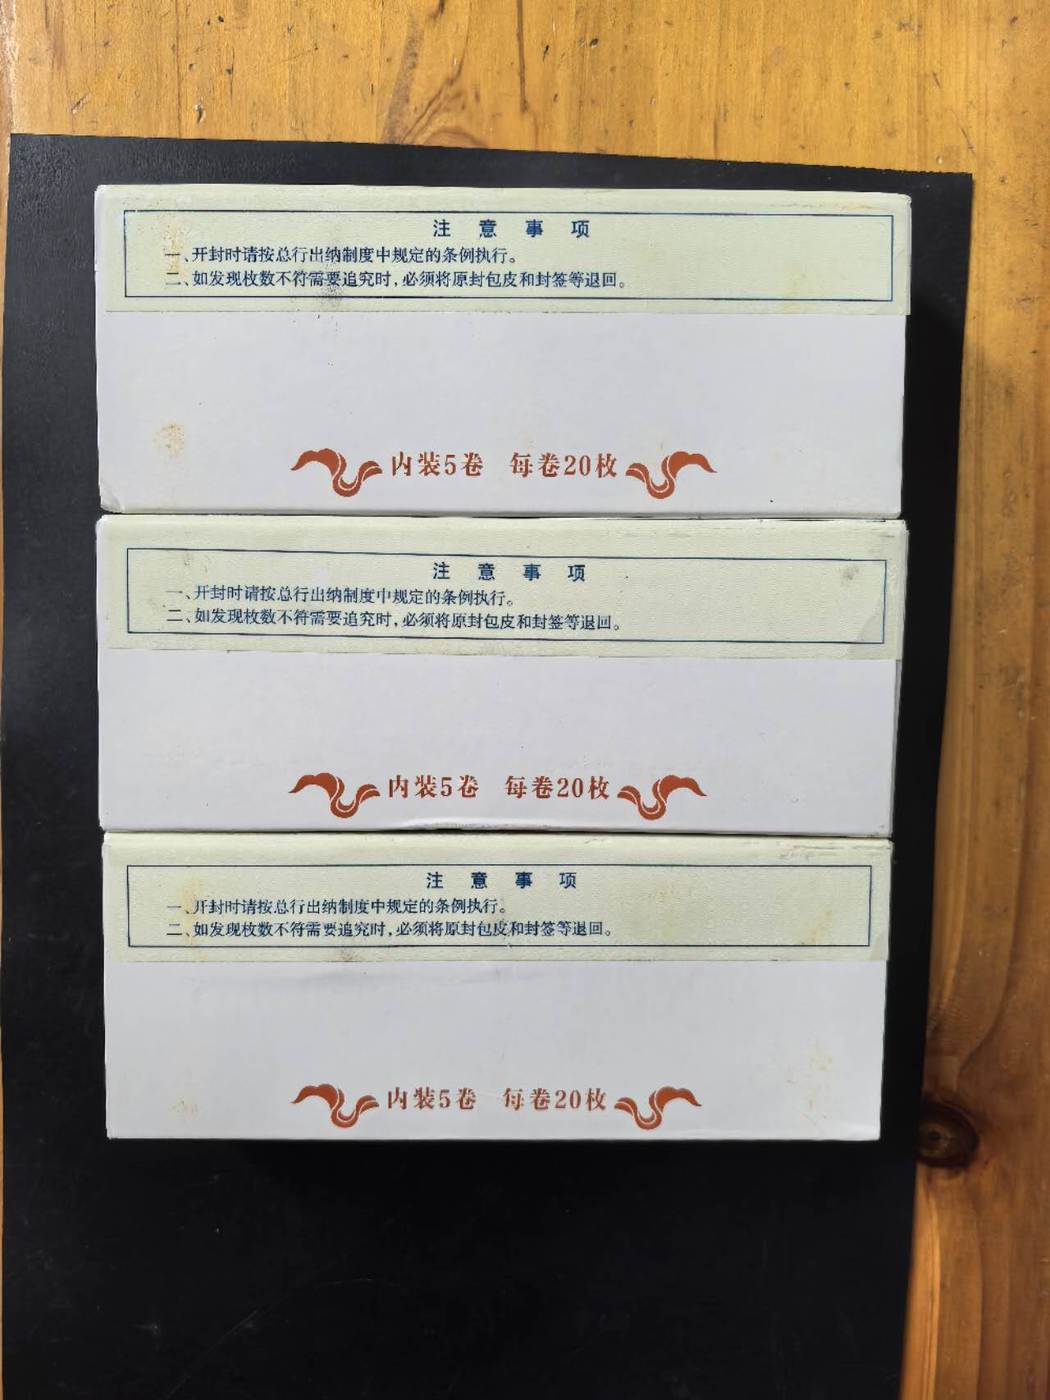 注意事项
一、开封时请按总行出纳制度中规定的条例执行。
二、如发现枚数不符需要追究时，必须将原封包皮和封签等退回。
内装5卷 每卷20枚
注意事项
一、开封时请按总行出纳制度中规定的条例执行。
二、如发现枚数不符需要追究时，必须将原封包皮和封签等退回。
内装5卷 每卷20枚
注意事项
一、开封时请按总行出纳制度中规定的条例执行。
二、如发现枚数不符需要追究时，必须将原封包皮和封签等退回。
内装5卷 每卷20枚